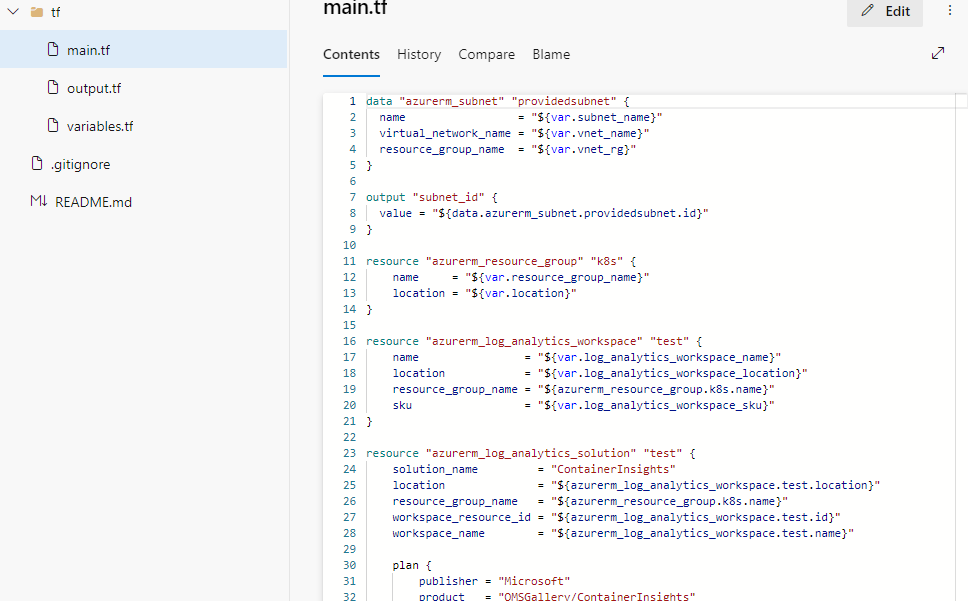 tf
main.tf
output.tf
variables.tf
.gitignore
M↓ README.md
main.tf
Edit
Contents History Compare Blame
1 data "azurerm_subnet" "providedsubnet" {
2   name                 = "${var.subnet_name}"
3   virtual_network_name = "${var.vnet_name}"
4   resource_group_name  = "${var.vnet_rg}"
5 }
6
7 output "subnet_id" {
8   value = "${data.azurerm_subnet.providedsubnet.id}"
9 }
10
11 resource "azurerm_resource_group" "k8s" {
12     name     = "${var.resource_group_name}"
13     location = "${var.location}"
14 }
15
16 resource "azurerm_log_analytics_workspace" "test" {
17     name                = "${var.log_analytics_workspace_name}"
18     location            = "${var.log_analytics_workspace_location}"
19     resource_group_name = "${azurerm_resource_group.k8s.name}"
20     sku                 = "${var.log_analytics_workspace_sku}"
21 }
22
23 resource "azurerm_log_analytics_solution" "test" {
24     solution_name         = "ContainerInsights"
25     location              = "${azurerm_log_analytics_workspace.test.location}"
26     resource_group_name   = "${azurerm_resource_group.k8s.name}"
27     workspace_resource_id = "${azurerm_log_analytics_workspace.test.id}"
28     workspace_name        = "${azurerm_log_analytics_workspace.test.name}"
29
30     plan {
31         publisher = "Microsoft"
32         product   = "OMSGallery/ContainerInsights"